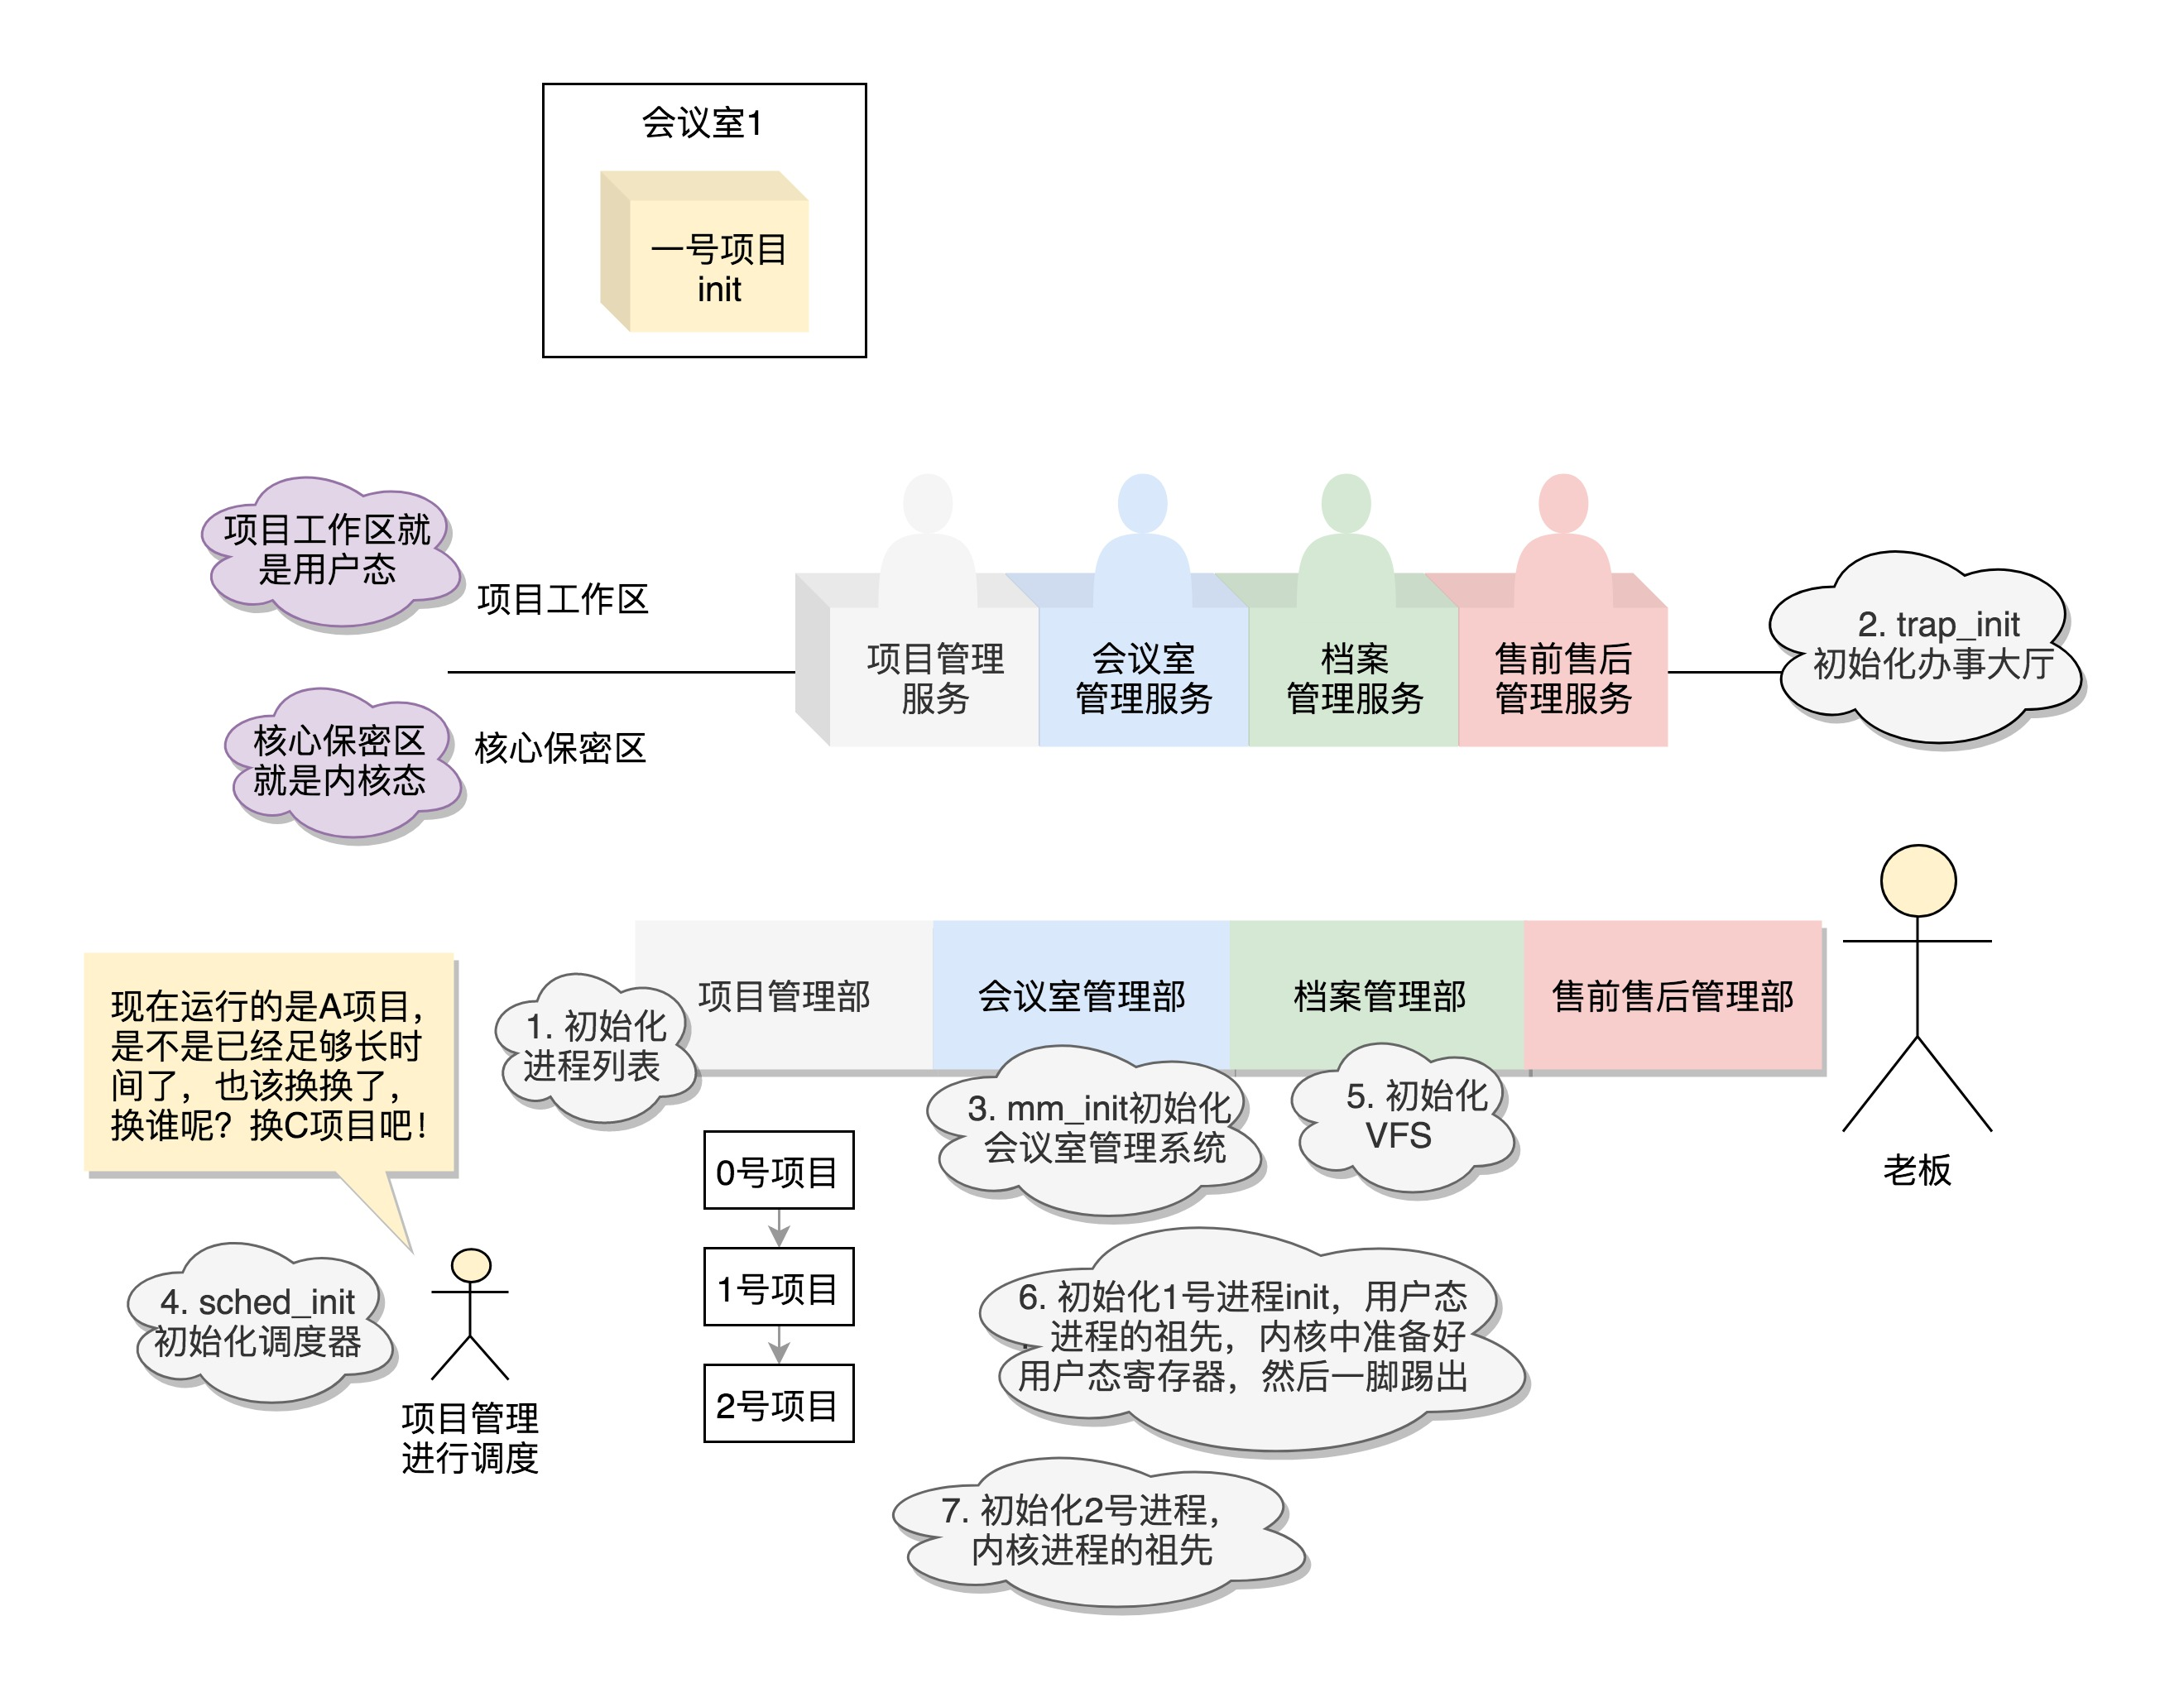 会议室1
一号项目
init
项目工作区就
是用户态
项目工作区
项目管理
服务
会议室
管理服务
档案
管理服务
售前售后
管理服务
2. trap_init
初始化办事大厅
核心保密区
就是内核态
核心保密区
项目管理部
会议室管理部
档案管理部
售前售后管理部
老板
现在运行的是A项目，
是不是已经足够长时
间了，也该换换了，
换谁呢？换C项目吧！
1. 初始化
进程列表
3. mm_init初始化
会议室管理系统
5. 初始化
VFS
0号项目
1号项目
2号项目
4. sched_init
初始化调度器
项目管理
进行调度
6. 初始化1号进程init，用户态
进程的祖先，内核中准备好
用户态寄存器，然后一脚踢出
7. 初始化2号进程，
内核进程的祖先